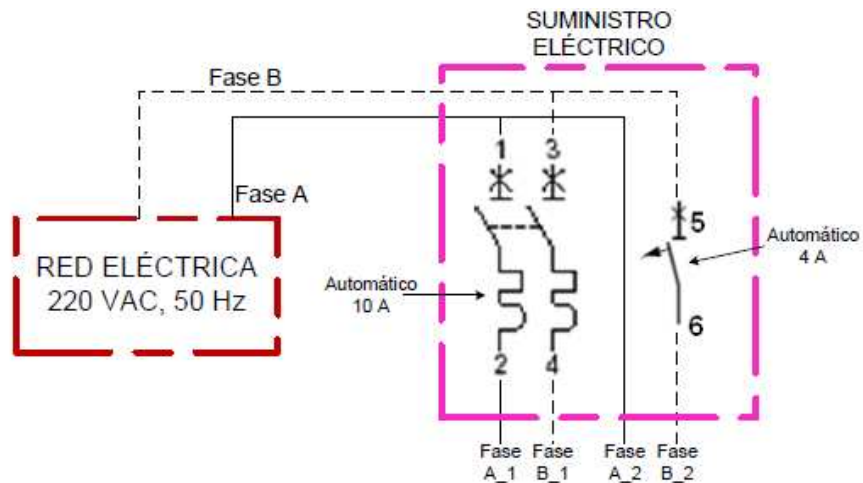 SUMINISTRO
ELÉCTRICO
Fase B
Fase A
RED ELÉCTRICA
220 VAC, 50 Hz
1
3
5
Automático
4 A
Automático
10 A
6
2
4
Fase
A_1
Fase
B_1
Fase
A_2
Fase
B_2